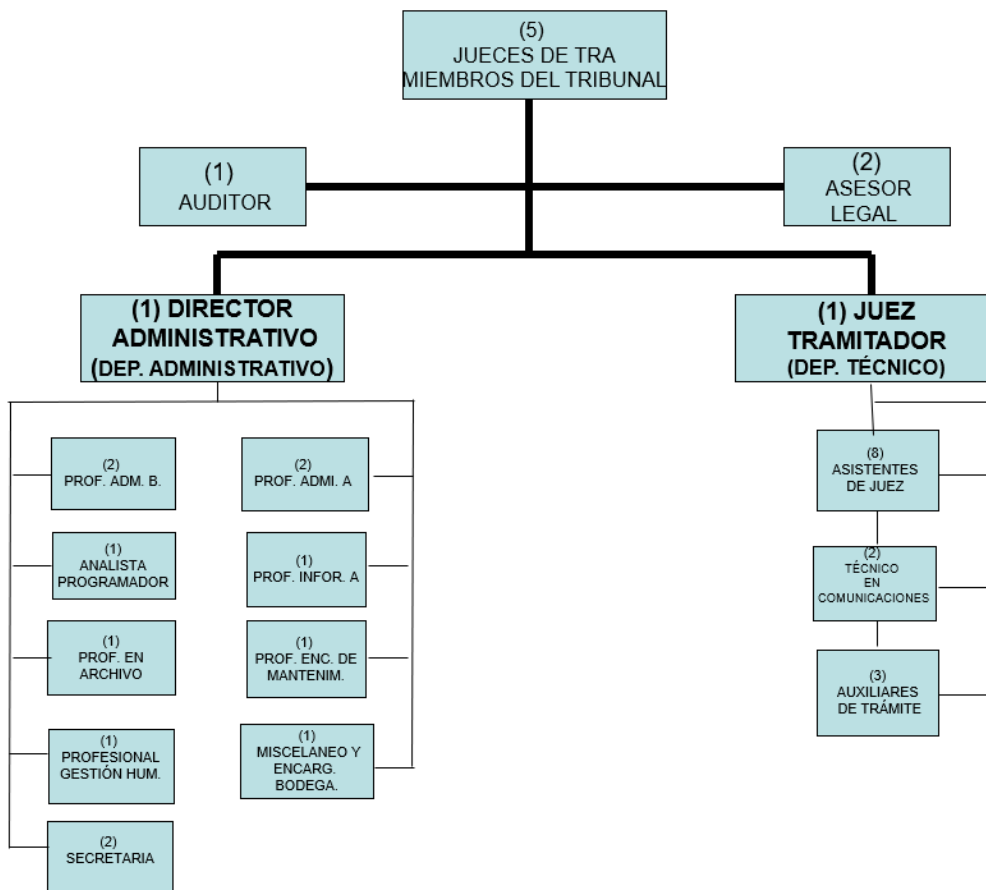 (5)
JUECES DE TRA
MIEMBROS DEL TRIBUNAL
(1)
AUDITOR
(2)
ASESOR
LEGAL
(1) DIRECTOR
ADMINISTRATIVO
(DEP. ADMINISTRATIVO)
(1) JUEZ
TRAMITADOR
(DEP. TÉCNICO)
(2)
PROF. ADM. B.
(2)
PROF. ADMI. A
(8)
ASISTENTES
DE JUEZ
(1)
ANALISTA
PROGRAMADOR
(1)
PROF. INFOR. A
(2)
TÉCNICO
EN
COMUNICACIONES
(1)
PROF. EN
ARCHIVO
(1)
PROF. ENC. DE
MANTENIM.
(3)
AUXILIARES
DE TRÁMITE
(1)
PROFESIONAL
GESTIÓN HUM.
(1)
MISCELANEO Y
ENCARG.
BODEGA.
(2)
SECRETARIA